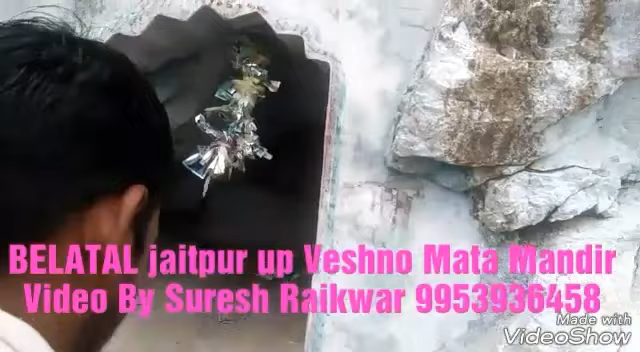 BELATAL jaitpur up Veshno Mata Mandir
Video By Suresh Raikwar 9953936458
Made with
VideoShow